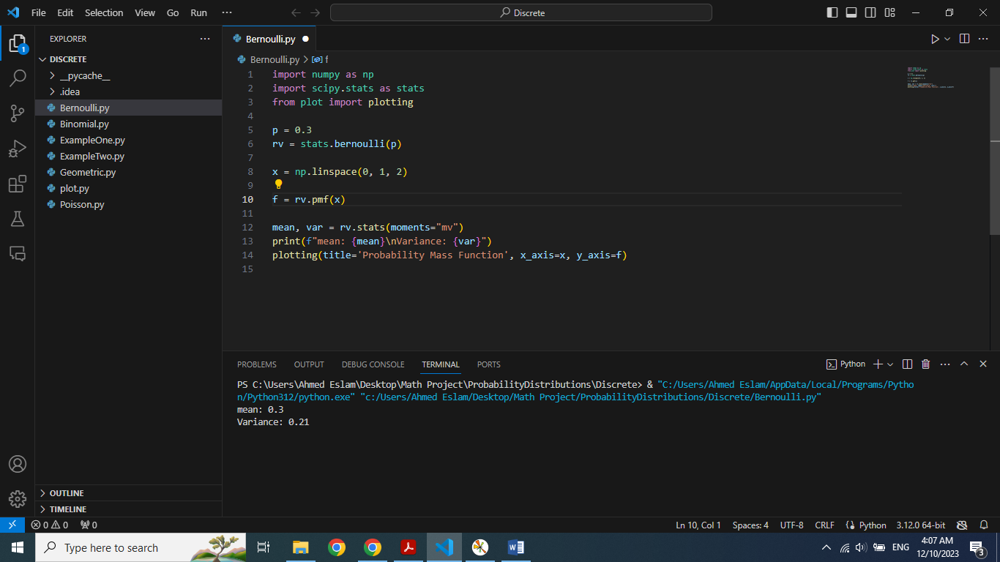 File Edit Selection View Go Run ··· Discrete
EXPLORER ···
DISCRETE
__pycache__
.idea
Bernoulli.py
Binomial.py
ExampleOne.py
ExampleTwo.py
Geometric.py
plot.py
Poisson.py
OUTLINE
TIMELINE
1
Bernoulli.py
Bernoulli.py > f
1 import numpy as np
2 import scipy.stats as stats
3 from plot import plotting
4
5 p = 0.3
6 rv = stats.bernoulli(p)
7
8 x = np.linspace(0, 1, 2)
9
10 f = rv.pmf(x)
11
12 mean, var = rv.stats(moments="mv")
13 print(f"mean: {mean}\nVariance: {var}")
14 plotting(title='Probability Mass Function', x_axis=x, y_axis=f)
15
PROBLEMS OUTPUT DEBUG CONSOLE TERMINAL PORTS Python
PS C:\Users\Ahmed Eslam\Desktop\Math Project\ProbabilityDistributions\Discrete> & "C:/Users/Ahmed Eslam/AppData/Local/Programs/Pytho
n/Python312/python.exe" "c:/Users/Ahmed Eslam/Desktop/Math Project/ProbabilityDistributions/Discrete/Bernoulli.py"
mean: 0.3
Variance: 0.21
0 0 0 Ln 10, Col 1 Spaces: 4 UTF-8 CRLF Python 3.12.0 64-bit
Type here to search ENG 4:07 AM
12/10/2023 3